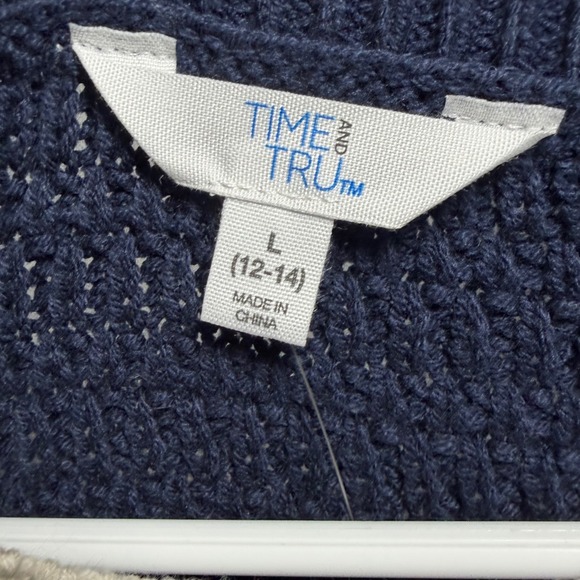 TIME AND
TRU™
L
(12-14)
MADE IN
CHINA